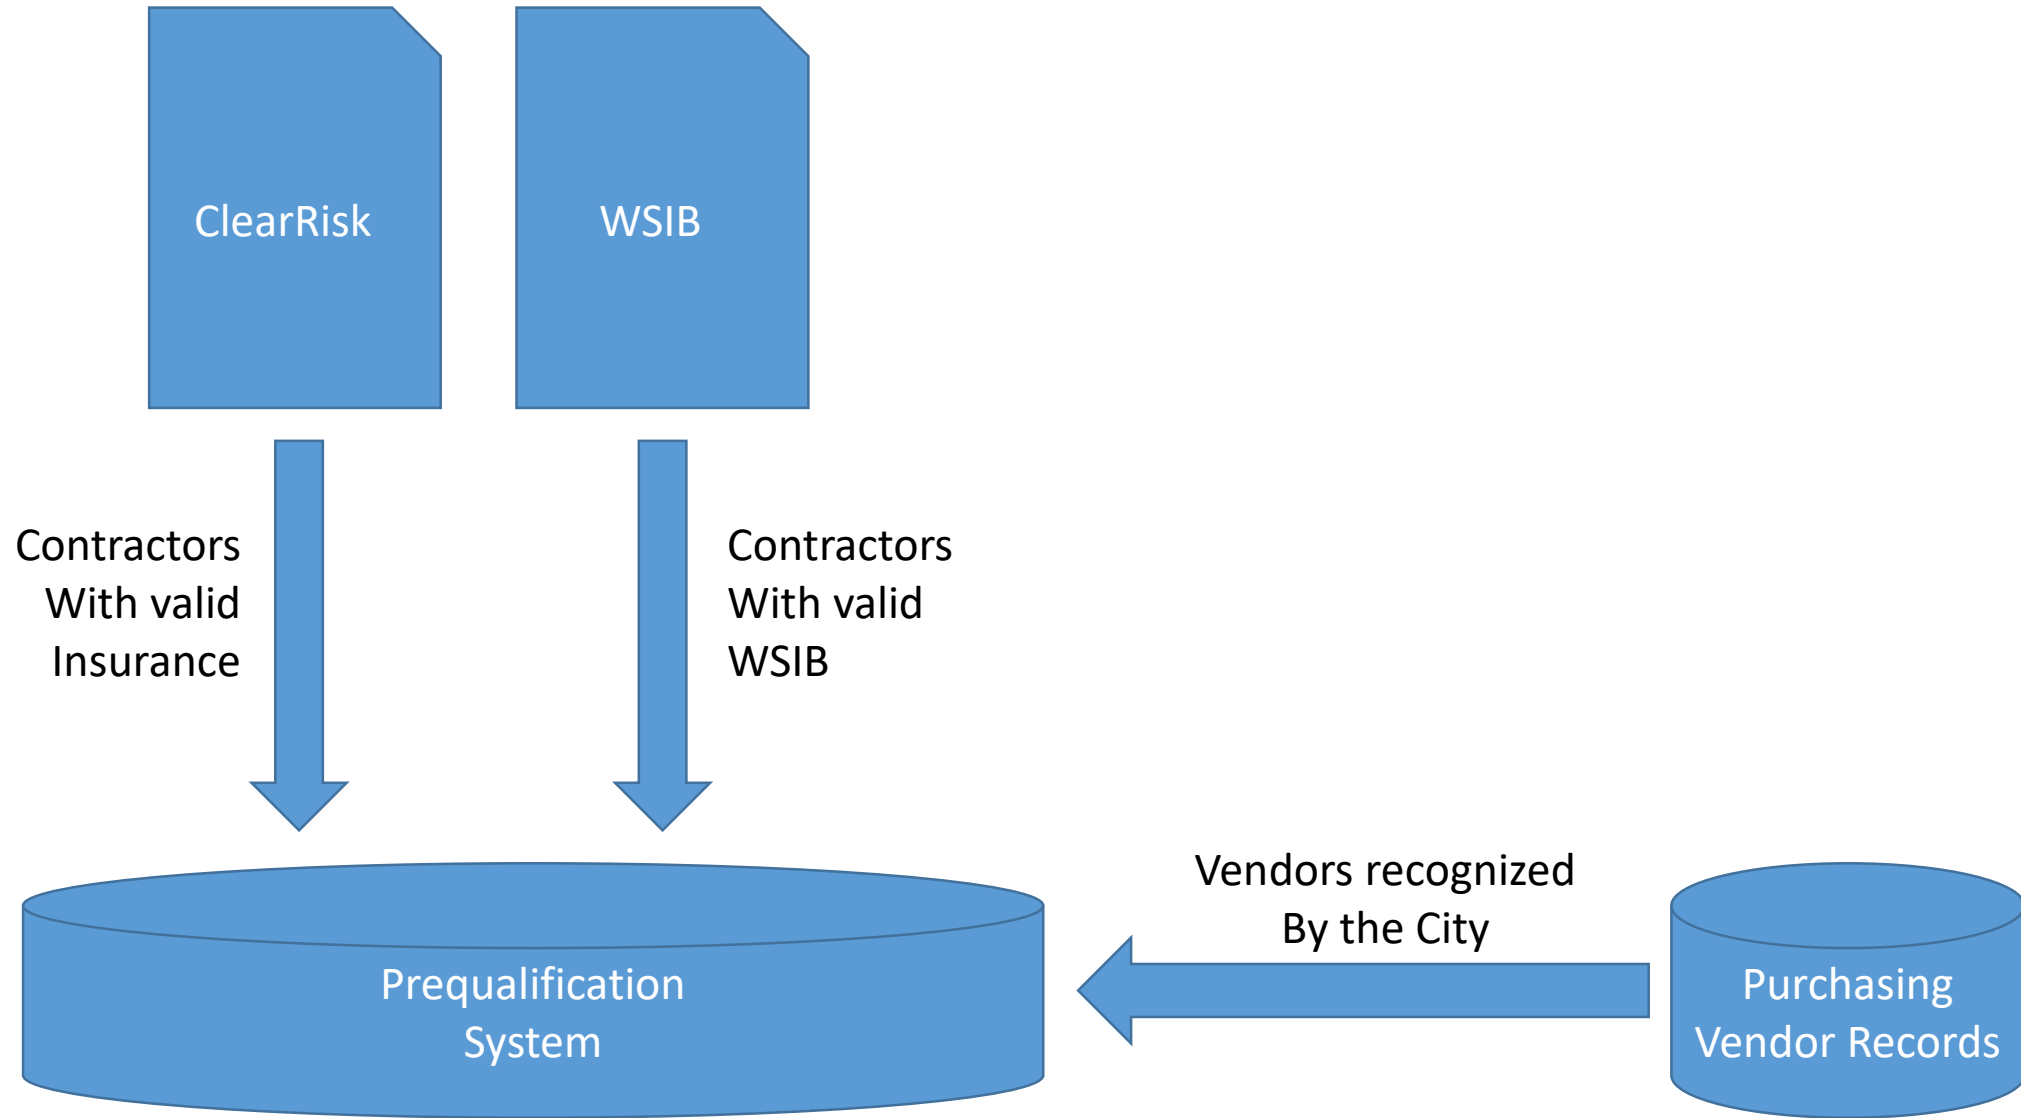 ClearRisk
WSIB
Contractors
With valid
Insurance
Contractors
With valid
WSIB
Vendors recognized
By the City
Prequalification
System
Purchasing
Vendor Records